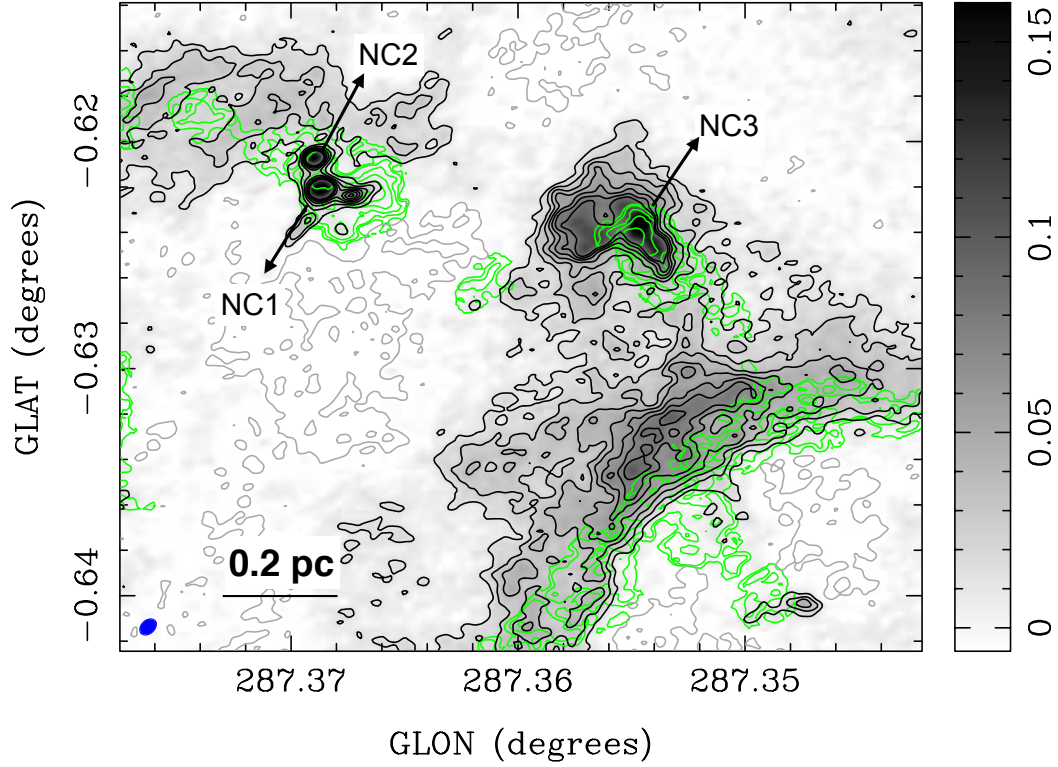 NC2
NC3
NC1
0.2 pc
GLAT (degrees)
−0.62
−0.63
−0.64
287.37
287.36
287.35
GLON (degrees)
0.15
0.1
0.05
0